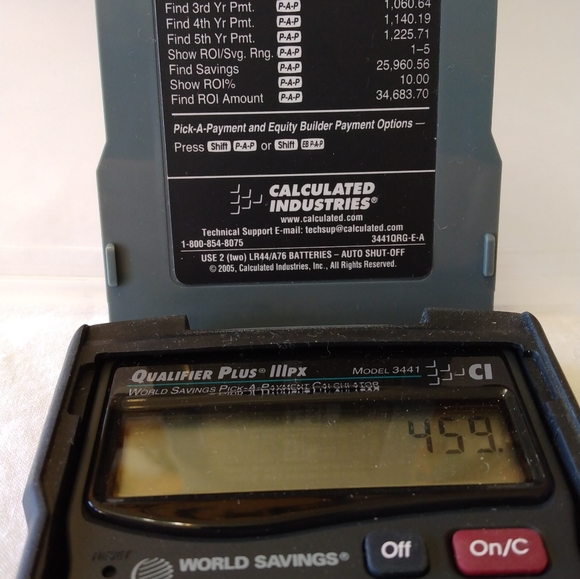 Find 3rd Yr Pmt. P-A-P 1,060.64
Find 4th Yr Pmt. P-A-P 1,140.19
Find 5th Yr Pmt. P-A-P 1,225.71
Show ROI/Svg. Rng. P-A-P 1–5
Find Savings P-A-P 25,960.56
Show ROI% P-A-P 10.00
Find ROI Amount P-A-P 34,683.70
Pick-A-Payment and Equity Builder Payment Options —
Press Shift P-A-P or Shift EB P-A-P
CALCULATED
INDUSTRIES®
www.calculated.com
Technical Support E-mail: techsup@calculated.com
1-800-854-8075 3441QRG-E-A
USE 2 (two) LR44/A76 BATTERIES – AUTO SHUT-OFF
© 2005, Calculated Industries, Inc., All Rights Reserved.
QUALIFIER PLUS® IIIPX MODEL 3441 CI
WORLD SAVINGS PICK-A-PAYMENT CALCULATOR
459.
WORLD SAVINGS® Off On/C